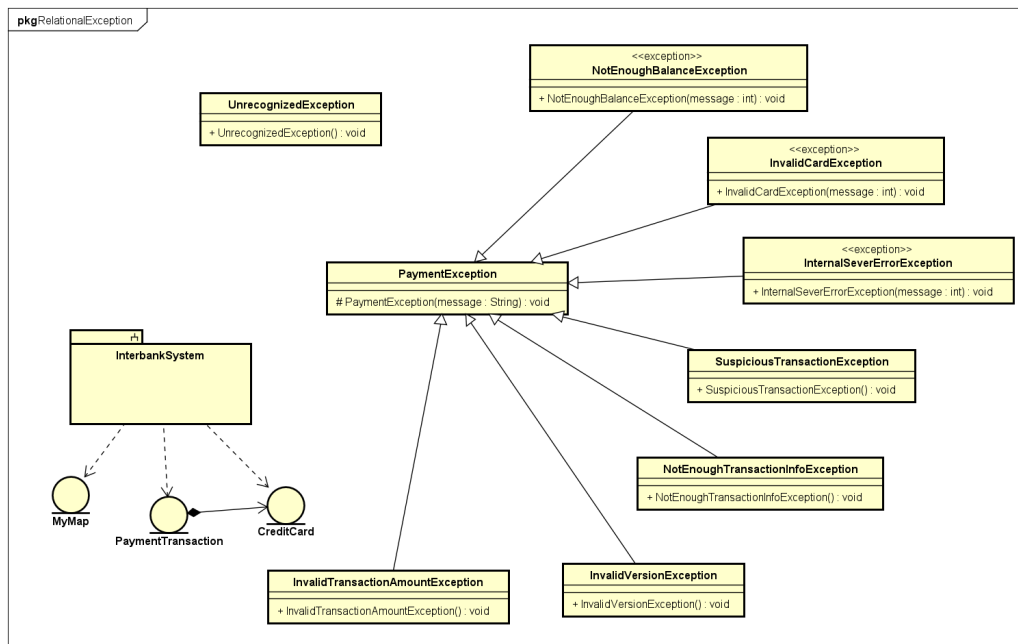 pkg RelationalException
<<exception>>
NotEnoughBalanceException
+ NotEnoughBalanceException(message : int) : void
UnrecognizedException
+ UnrecognizedException() : void
<<exception>>
InvalidCardException
+ InvalidCardException(message : int) : void
<<exception>>
InternalSeverErrorException
+ InternalSeverErrorException(message : int) : void
PaymentException
# PaymentException(message : String) : void
InterbankSystem
SuspiciousTransactionException
+ SuspiciousTransactionException() : void
NotEnoughTransactionInfoException
+ NotEnoughTransactionInfoException() : void
MyMap
PaymentTransaction
CreditCard
InvalidTransactionAmountException
+ InvalidTransactionAmountException() : void
InvalidVersionException
+ InvalidVersionException() : void